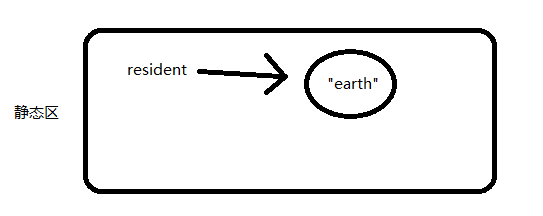 resident
"earth"
静态区